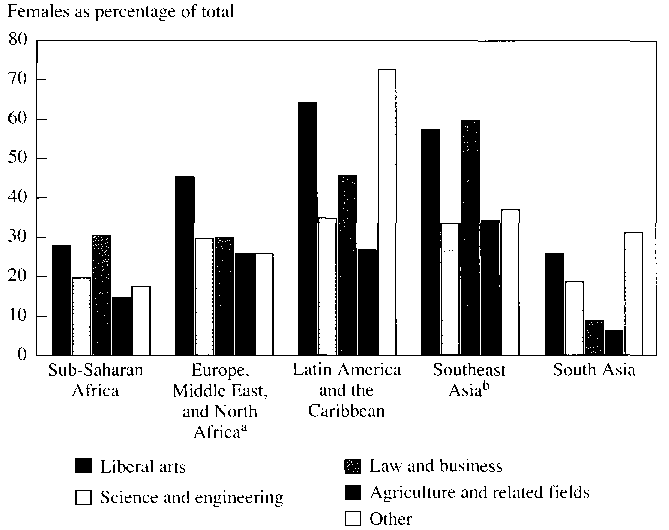 Females as percentage of total
80
70
60
50
40
30
20
10
0
Sub-Saharan
Africa
Europe,
Middle East,
and North
Africaª
Latin America
and the
Caribbean
Southeast
Asiaᵇ
South Asia
Liberal arts
Science and engineering
Law and business
Agriculture and related fields
Other